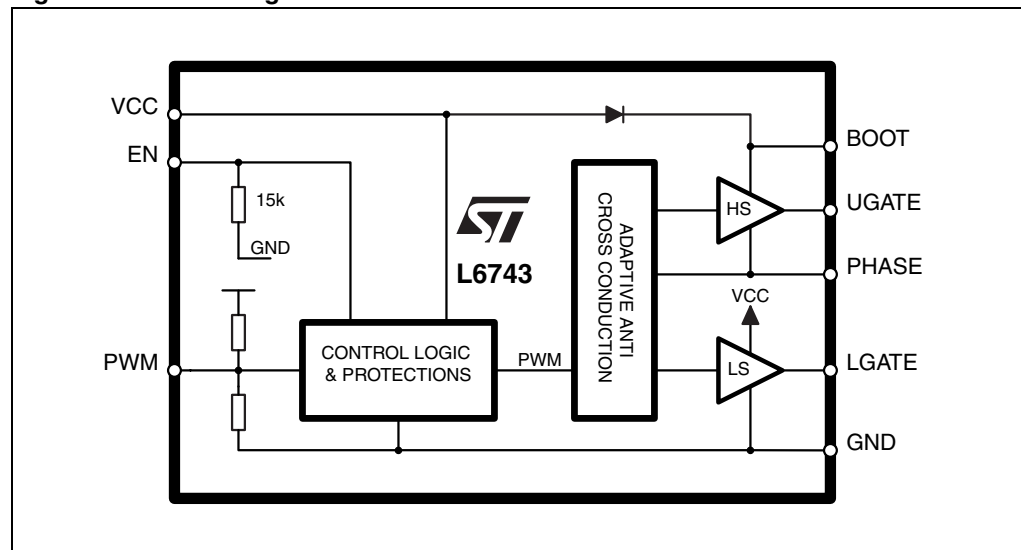 VCC
EN
15k
GND
PWM
ST
L6743
CONTROL LOGIC
& PROTECTIONS
PWM
ADAPTIVE ANTI
CROSS CONDUCTION
HS
VCC
LS
BOOT
UGATE
PHASE
LGATE
GND